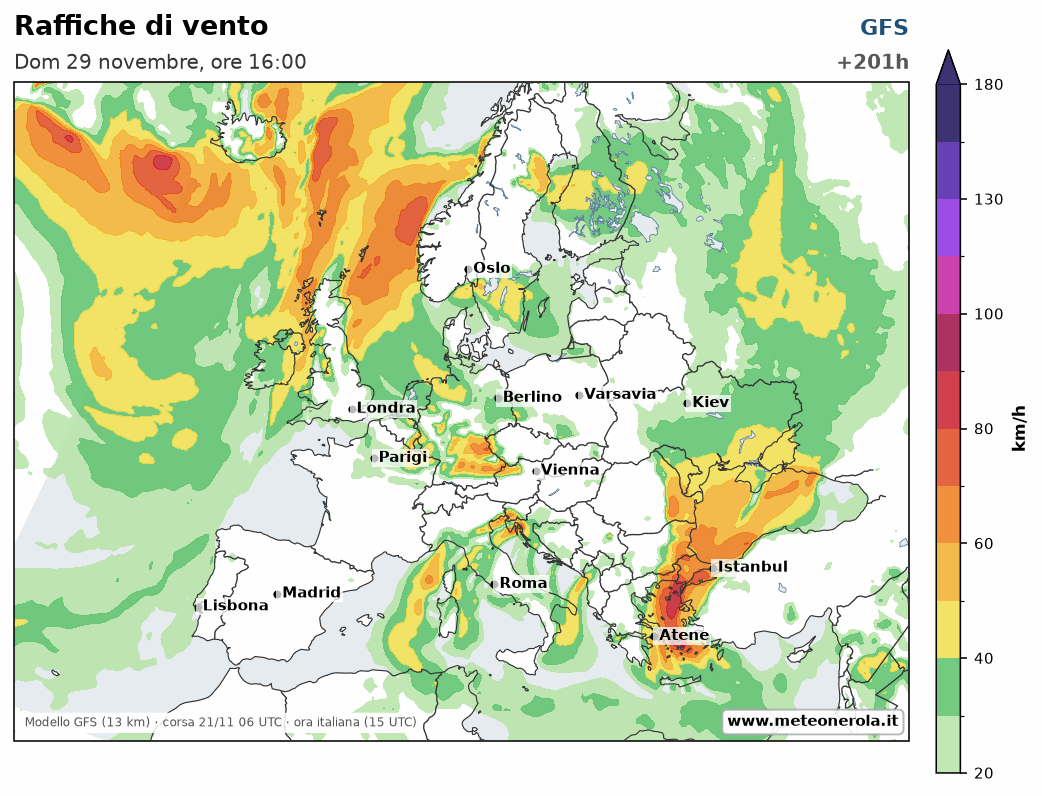 Raffiche di vento
GFS
Dom 29 novembre, ore 16:00
+201h
180
130
100
80
60
40
20
km/h
Oslo
Berlino
Varsavia
Kiev
Londra
Parigi
Vienna
Istanbul
Roma
Madrid
Lisbona
Atene
Modello GFS (13 km) · corsa 21/11 06 UTC · ora italiana (15 UTC)
www.meteonerola.it